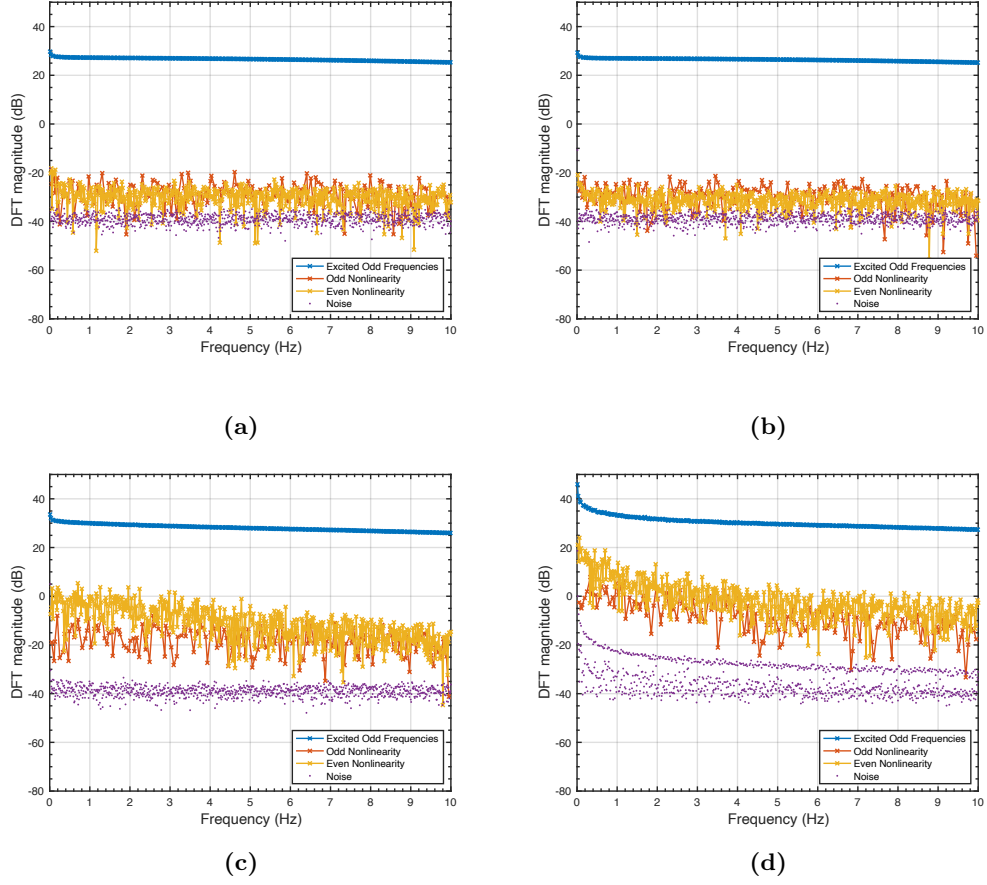 40
20
0
-20
-40
-60
-80
DFT magnitude (dB)
0 1 2 3 4 5 6 7 8 9 10
Frequency (Hz)
Excited Odd Frequencies
Odd Nonlinearity
Even Nonlinearity
Noise
(a)
40
20
0
-20
-40
-60
-80
DFT magnitude (dB)
0 1 2 3 4 5 6 7 8 9 10
Frequency (Hz)
Excited Odd Frequencies
Odd Nonlinearity
Even Nonlinearity
Noise
(b)
40
20
0
-20
-40
-60
-80
DFT magnitude (dB)
0 1 2 3 4 5 6 7 8 9 10
Frequency (Hz)
Excited Odd Frequencies
Odd Nonlinearity
Even Nonlinearity
Noise
(c)
40
20
0
-20
-40
-60
-80
DFT magnitude (dB)
0 1 2 3 4 5 6 7 8 9 10
Frequency (Hz)
Excited Odd Frequencies
Odd Nonlinearity
Even Nonlinearity
Noise
(d)